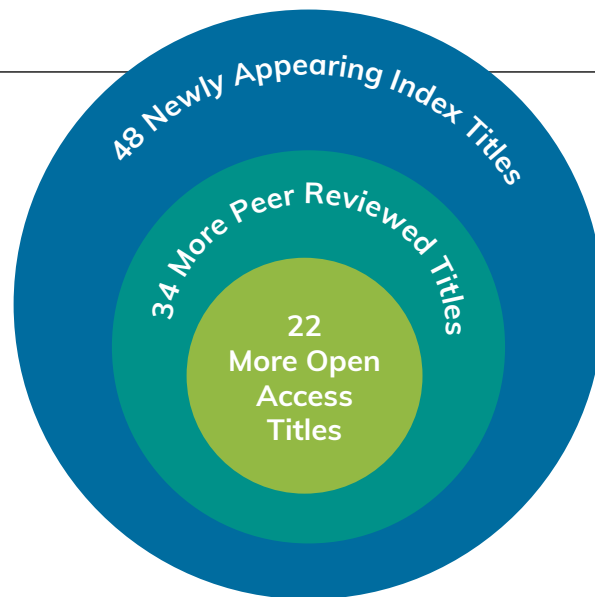 48 Newly Appearing Index Titles
34 More Peer Reviewed Titles
22
More Open
Access
Titles